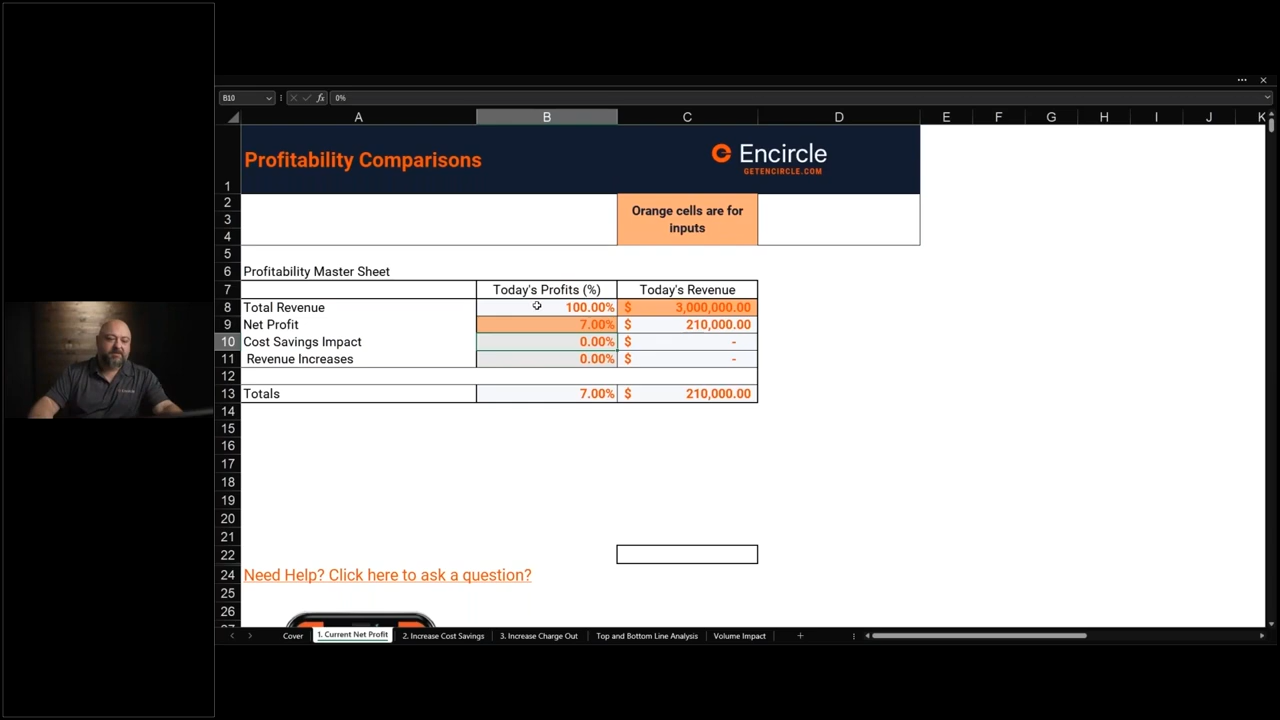 B10 fx 0%
A B C D E F G H I J K
1 Profitability Comparisons Encircle
GETENCIRCLE.COM
2
3 Orange cells are for inputs
4
5
6 Profitability Master Sheet
7 Today's Profits (%) Today's Revenue
8 Total Revenue 100.00% $ 3,000,000.00
9 Net Profit 7.00% $ 210,000.00
10 Cost Savings Impact 0.00% $ -
11 Revenue Increases 0.00% $ -
12
13 Totals 7.00% $ 210,000.00
14
15
16
17
18
19
20
21
22
24 Need Help? Click here to ask a question?
25
26
Cover 1. Current Net Profit 2. Increase Cost Savings 3. Increase Charge Out Top and Bottom Line Analysis Volume Impact +